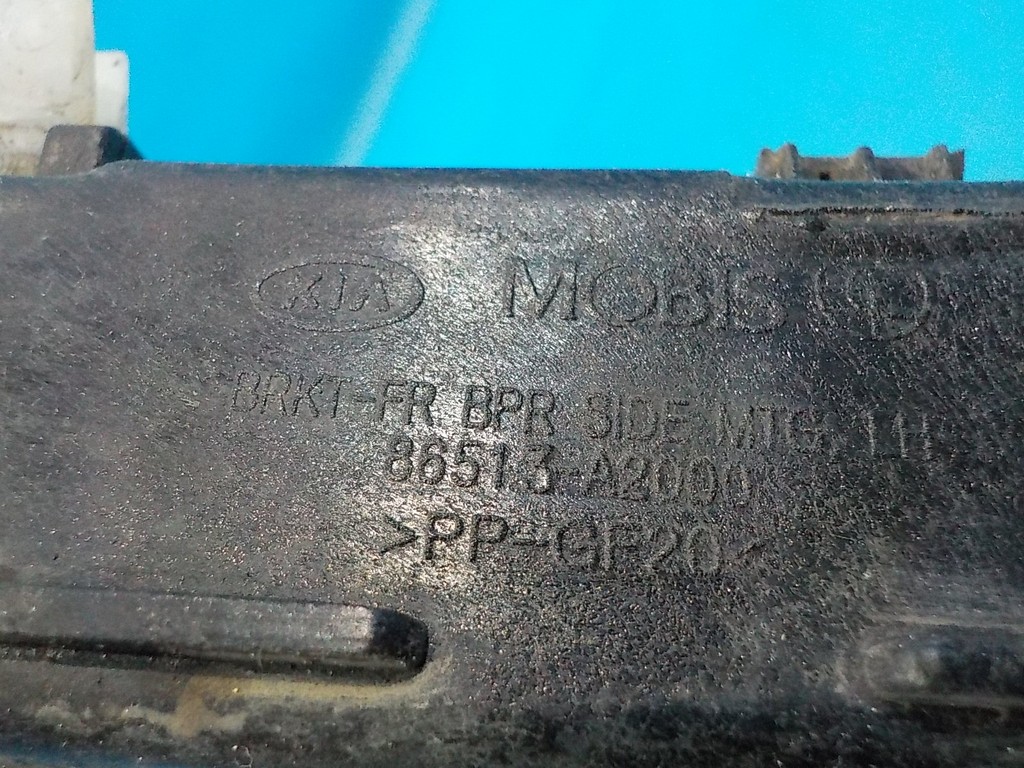 KIA MOBIS (P)
BRKT-FR BPR SIDE MTG, LH
86513-A2000
>PP-GF20<